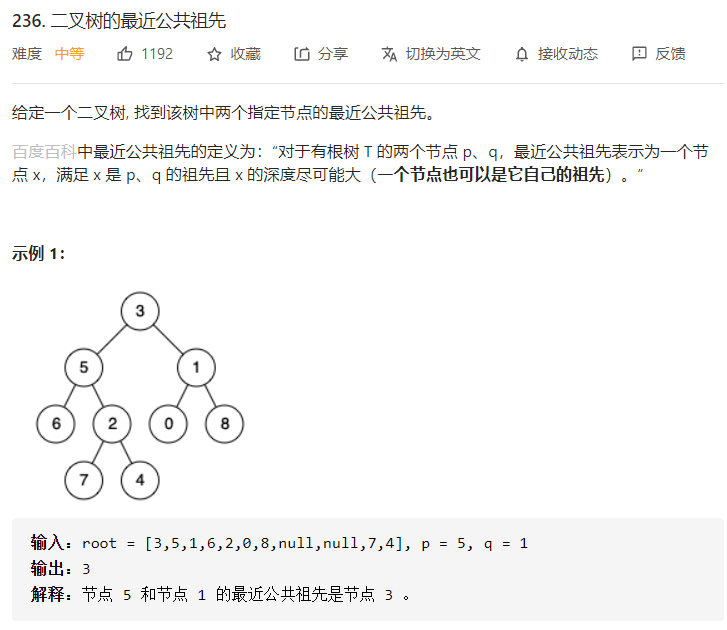 236. 二叉树的最近公共祖先
难度 中等 1192 收藏 分享 切换为英文 接收动态 反馈
给定一个二叉树, 找到该树中两个指定节点的最近公共祖先。
百度百科中最近公共祖先的定义为：“对于有根树 T 的两个节点 p、q，最近公共祖先表示为一个节
点 x，满足 x 是 p、q 的祖先且 x 的深度尽可能大（一个节点也可以是它自己的祖先）。”
示例 1：
3
5 1
6 2 0 8
7 4
输入：root = [3,5,1,6,2,0,8,null,null,7,4], p = 5, q = 1
输出：3
解释：节点 5 和节点 1 的最近公共祖先是节点 3 。